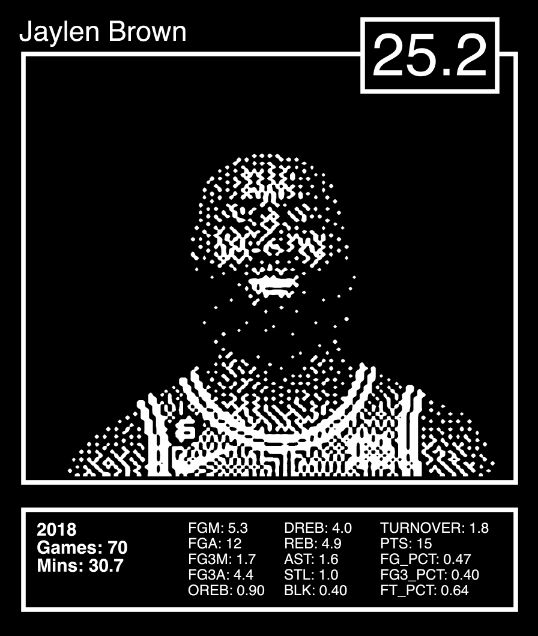 Jaylen Brown
25.2
6
2018
Games: 70
Mins: 30.7
FGM: 5.3
FGA: 12
FG3M: 1.7
FG3A: 4.4
OREB: 0.90
DREB: 4.0
REB: 4.9
AST: 1.6
STL: 1.0
BLK: 0.40
TURNOVER: 1.8
PTS: 15
FG_PCT: 0.47
FG3_PCT: 0.40
FT_PCT: 0.64